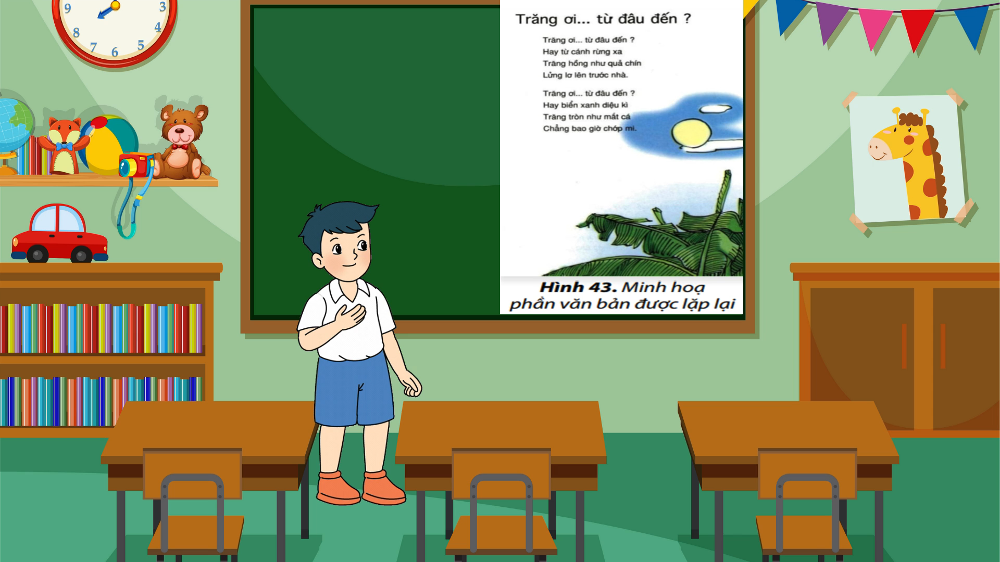 9
3
8
4
7
6
5
Trăng ơi... từ đâu đến ?
Trăng ơi... từ đâu đến ?
Hay từ cánh rừng xa
Trăng hồng như quả chín
Lửng lơ lên trước nhà.
Trăng ơi... từ đâu đến ?
Hay biển xanh diệu kì
Trăng tròn như mắt cá
Chẳng bao giờ chớp mi.
Hình 43. Minh hoạ
phần văn bản được lặp lại